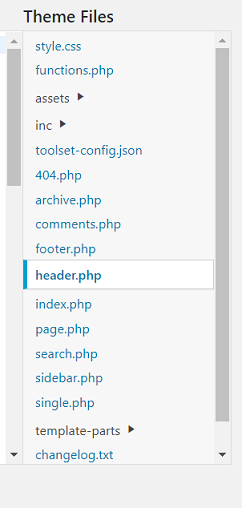 Theme Files
style.css
functions.php
assets
inc
toolset-config.json
404.php
archive.php
comments.php
footer.php
header.php
index.php
page.php
search.php
sidebar.php
single.php
template-parts
changelog.txt